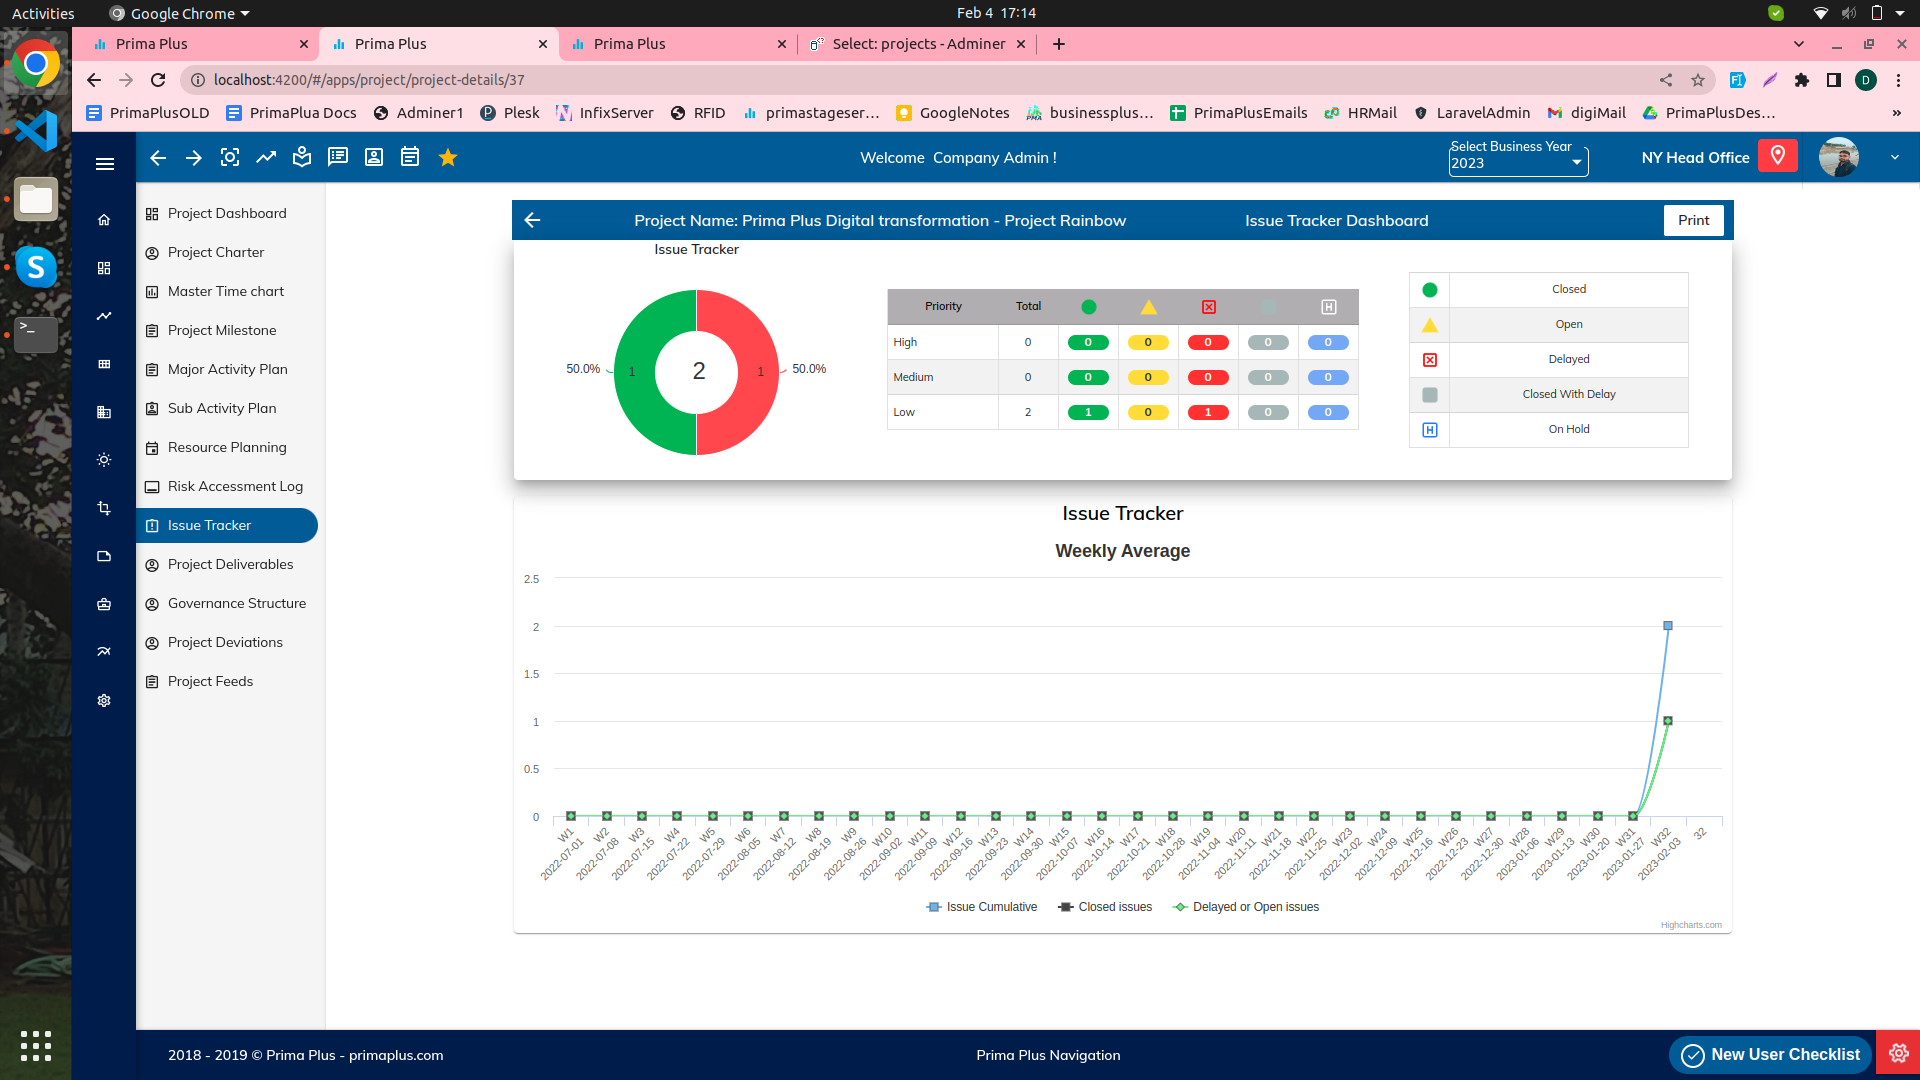 Activities
Google Chrome
Feb 4 17:14
Prima Plus
Prima Plus
Prima Plus
Select: projects - Adminer
localhost:4200/#/apps/project/project-details/37
D
PrimaPlusOLD
PrimaPlua Docs
Adminer1
Plesk
InfixServer
RFID
primastageser...
GoogleNotes
businessplus...
PrimaPlusEmails
HRMail
LaravelAdmin
digiMail
PrimaPlusDes...
»
Welcome Company Admin !
Select Business Year
2023
NY Head Office
Project Dashboard
Project Charter
Master Time chart
Project Milestone
Major Activity Plan
Sub Activity Plan
Resource Planning
Risk Assessment Log
Issue Tracker
Project Deliverables
Governance Structure
Project Deviations
Project Feeds
Project Name: Prima Plus Digital transformation - Project Rainbow
Issue Tracker Dashboard
Print
Issue Tracker
50.0%
1
2
1
50.0%
Priority Total H
High 0 0 0 0 0 0
Medium 0 0 0 0 0 0
Low 2 1 0 1 0 0
Closed
Open
Delayed
Closed With Delay
H On Hold
Issue Tracker
Weekly Average
2.5
2
1.5
1
0.5
0
W1 2022-07-01
W2 2022-07-08
W3 2022-07-15
W4 2022-07-22
W5 2022-07-29
W6 2022-08-05
W7 2022-08-12
W8 2022-08-19
W9 2022-08-26
W10 2022-09-02
W11 2022-09-09
W12 2022-09-16
W13 2022-09-23
W14 2022-09-30
W15 2022-10-07
W16 2022-10-14
W17 2022-10-21
W18 2022-10-28
W19 2022-11-04
W20 2022-11-11
W21 2022-11-18
W22 2022-11-25
W23 2022-12-02
W24 2022-12-09
W25 2022-12-16
W26 2022-12-23
W27 2022-12-30
W28 2023-01-06
W29 2023-01-13
W30 2023-01-20
W31 2023-01-27
W32 2023-02-03
32
Issue Cumulative
Closed issues
Delayed or Open issues
Highcharts.com
2018 - 2019 © Prima Plus - primaplus.com
Prima Plus Navigation
New User Checklist